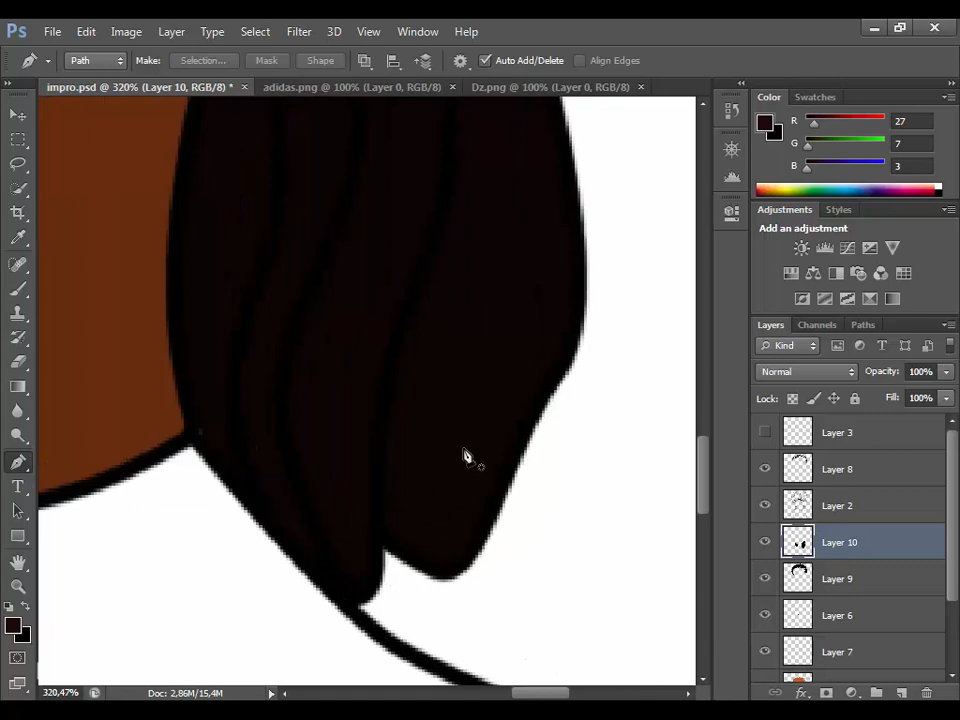 Ps File Edit Image Layer Type Select Filter 3D View Window Help
Path Make: Selection... Mask Shape Auto Add/Delete Align Edges
impro.psd @ 320% (Layer 10, RGB/8) * × adidas.png @ 100% (Layer 0, RGB/8) × Dz.png @ 100% (Layer 0, RGB/8) ×
Color Swatches
R 27
G 7
B 3
Adjustments Styles
Add an adjustment
Layers Channels Paths
Kind
Normal Opacity: 100%
Lock: Fill: 100%
Layer 3
Layer 8
Layer 2
Layer 10
Layer 9
Layer 6
Layer 7
320,47% Doc: 2,86M/15,4M